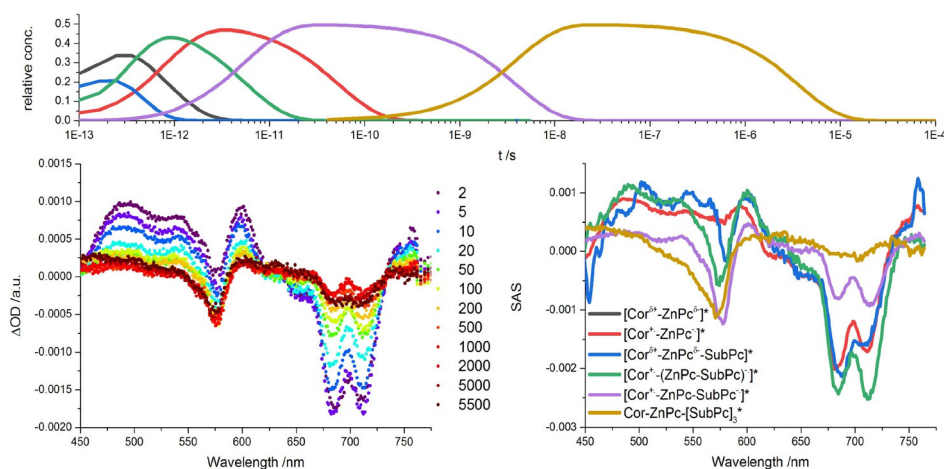 relative conc.
0.5
0.4
0.3
0.2
0.1
0.0
1E-13 1E-12 1E-11 1E-10 1E-9 1E-8 1E-7 1E-6 1E-5 1E-4
t /s
ΔOD /a.u.
0.0015
0.0010
0.0005
0.0000
-0.0005
-0.0010
-0.0015
-0.0020
450 500 550 600 650 700 750
Wavelength /nm
2
5
10
20
50
100
200
500
1000
2000
5000
5500
SAS
0.001
0.000
-0.001
-0.002
-0.003
[Corᵟ⁺-ZnPcᵟ⁻]*
[Cor⁺-ZnPc⁻]*
[Corᵟ⁺-ZnPcᵟ⁻-SubPc]*
[Cor⁺-(ZnPc-SubPc)⁻]*
[Cor⁺-ZnPc-SubPc⁻]*
Cor-ZnPc-[SubPc]₃*
450 500 550 600 650 700 750
Wavelength /nm